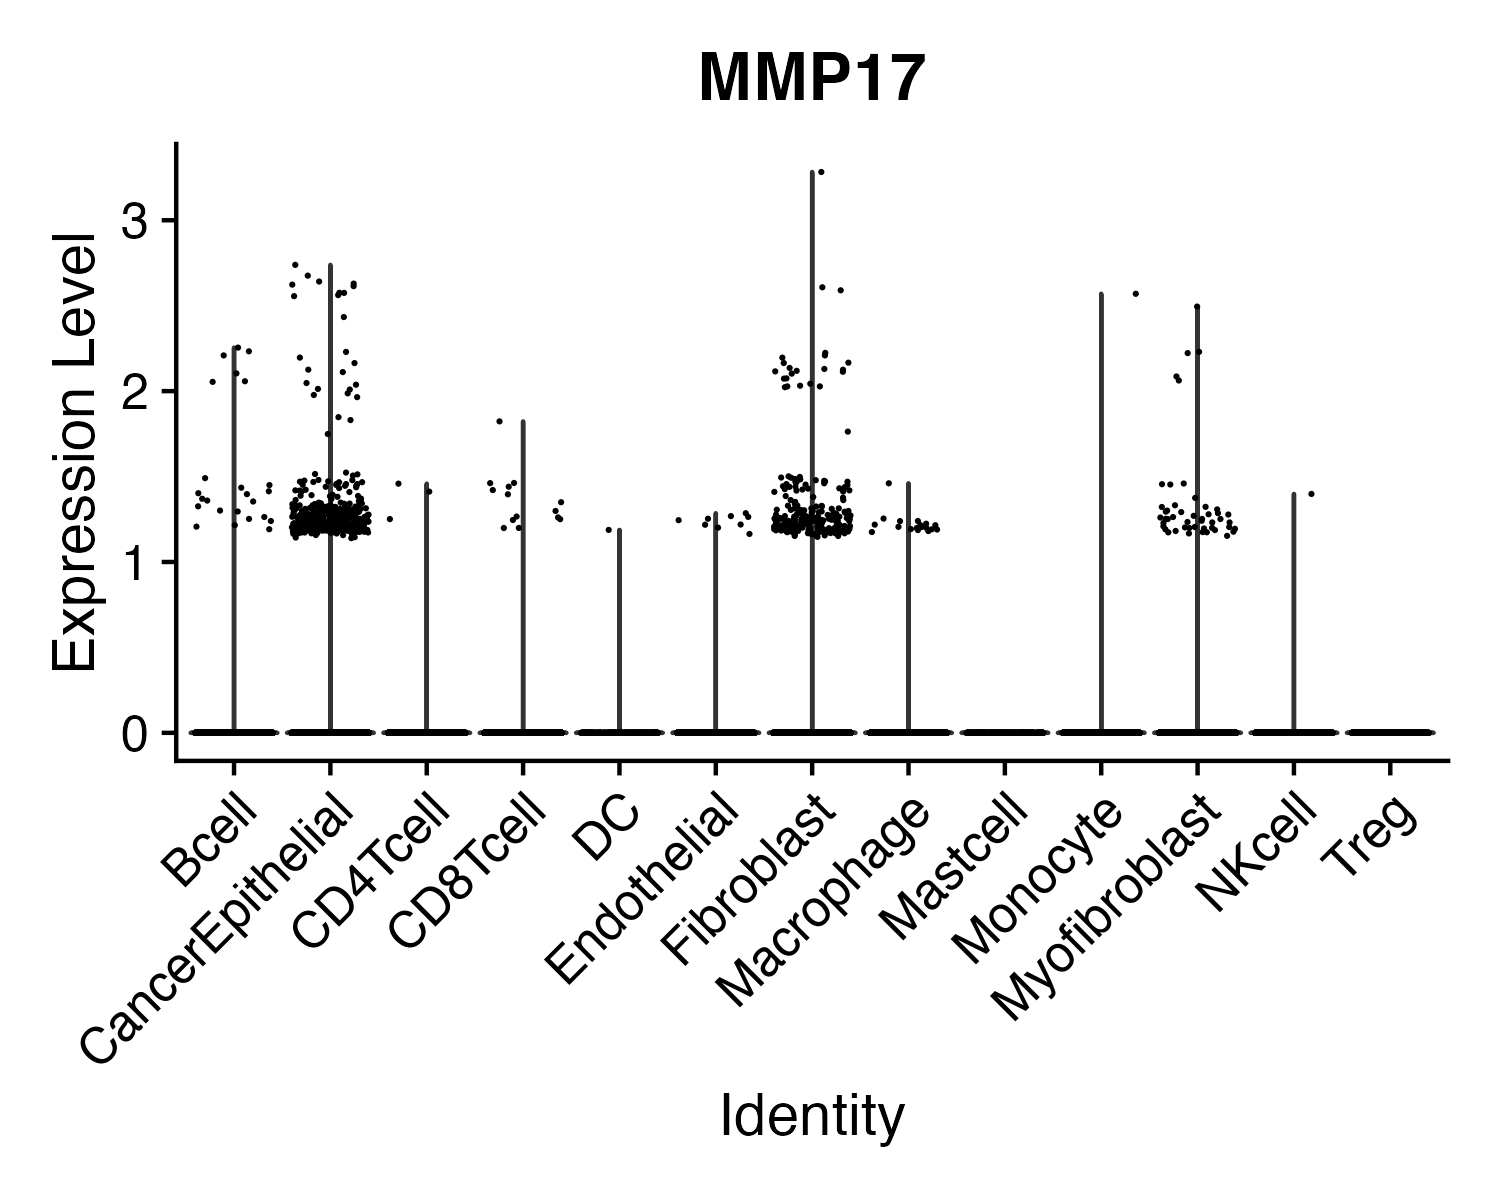 MMP17
Expression Level
3
2
1
0
Bcell
CancerEpithelial
CD4Tcell
CD8Tcell
DC
Endothelial
Fibroblast
Macrophage
Mastcell
Monocyte
Myofibroblast
NKcell
Treg
Identity